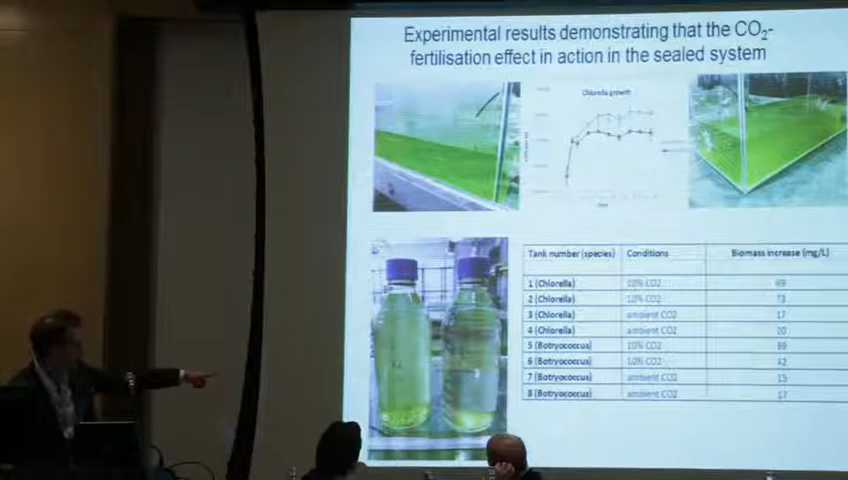 Experimental results demonstrating that the CO2-
fertilisation effect in action in the sealed system
Chlorella growth
Tank number (species) Conditions Biomass increase (mg/L)
1 (Chlorella) 10% CO2
2 (Chlorella) 10% CO2 73
3 (Chlorella) ambient CO2 17
4 (Chlorella) ambient CO2 20
5 (Botryococcus) 10% CO2
6 (Botryococcus) 10% CO2 42
7 (Botryococcus) ambient CO2 15
8 (Botryococcus) ambient CO2 17